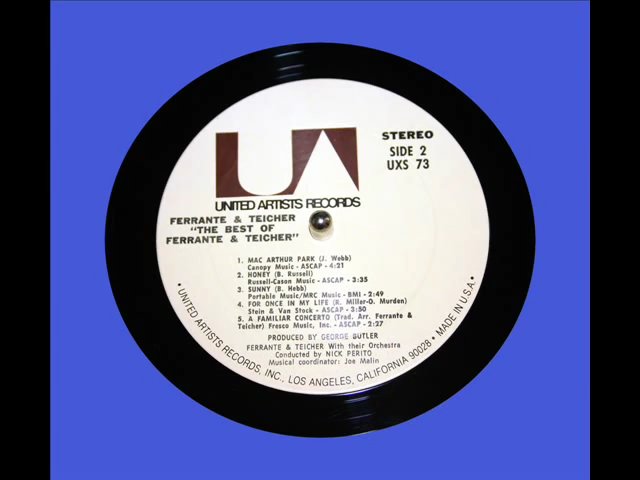 UA
UNITED ARTISTS RECORDS
STEREO
SIDE 2
UXS 73
FERRANTE & TEICHER
"THE BEST OF
FERRANTE & TEICHER"
1. MAC ARTHUR PARK (J. Webb)
Canopy Music - ASCAP - 4:21
2. HONEY (B. Russell)
Russell-Cason Music - ASCAP - 3:35
3. SUNNY (B. Hebb)
Portable Music/MRC Music - BMI - 2:49
4. FOR ONCE IN MY LIFE (R. Miller-O. Murden)
Stein & Van Stock - ASCAP - 3:50
5. A FAMILIAR CONCERTO (Trad. Arr. Ferrante &
Teicher) Fresco Music, Inc. - ASCAP - 2:27
PRODUCED BY GEORGE BUTLER
FERRANTE & TEICHER With their Orchestra
Conducted by NICK PERITO
Musical coordinator: Joe Malin
• UNITED ARTISTS RECORDS, INC., LOS ANGELES, CALIFORNIA 90028 • MADE IN U.S.A. •